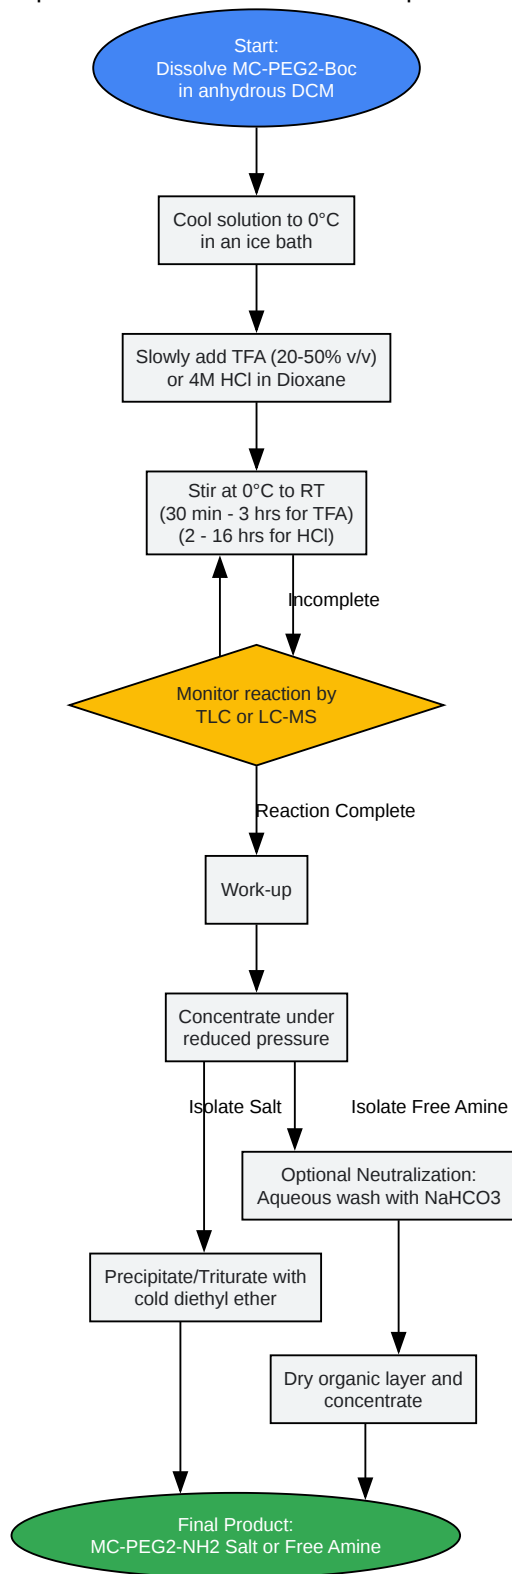 Start:
Dissolve MC-PEG2-Boc
in anhydrous DCM
Cool solution to 0°C
in an ice bath
Slowly add TFA (20-50% v/v)
or 4M HCl in Dioxane
Stir at 0°C to RT
(30 min - 3 hrs for TFA)
(2 - 16 hrs for HCl)
Incomplete
Monitor reaction by
TLC or LC-MS
Reaction Complete
Work-up
Concentrate under
reduced pressure
Isolate Salt
Isolate Free Amine
Optional Neutralization:
Aqueous wash with NaHCO3
Precipitate/Triturate with
cold diethyl ether
Dry organic layer and
concentrate
Final Product:
MC-PEG2-NH2 Salt or Free Amine